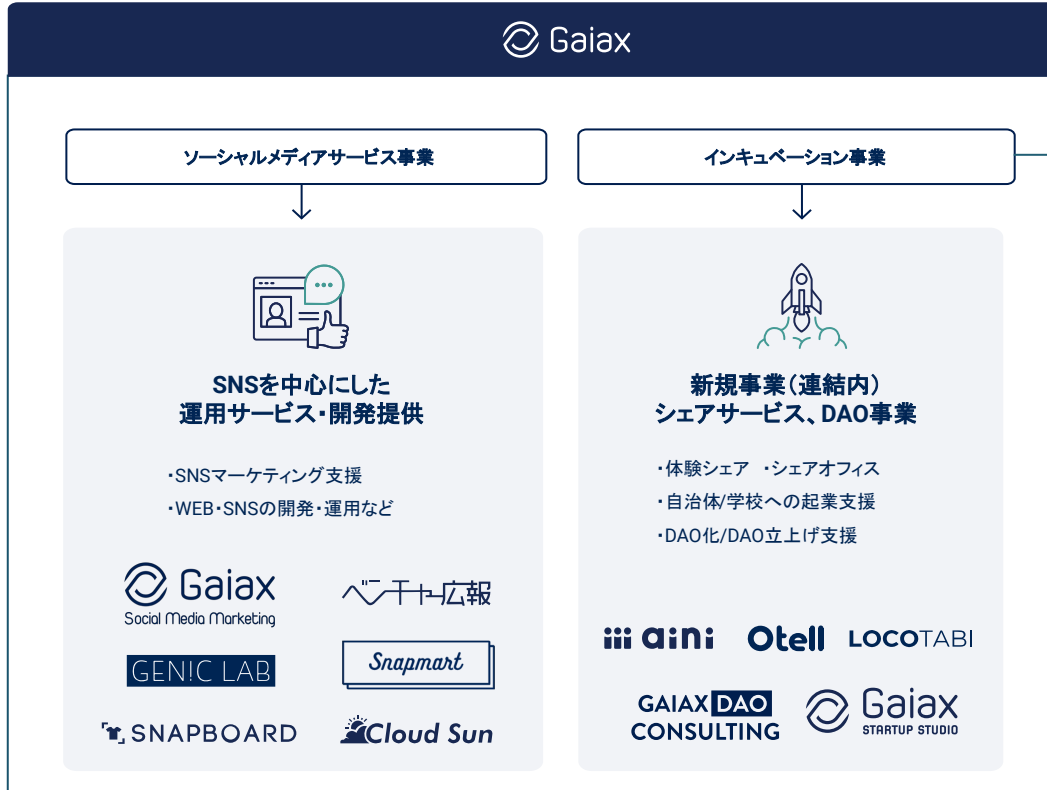 Gaiax
ソーシャルメディアサービス事業
SNSを中心にした
運用サービス・開発提供
・SNSマーケティング支援
・WEB・SNSの開発・運用など
Gaiax
Social Media Marketing
ベンチャー広報
GEN!C LAB
Snapmart
SNAPBOARD
Cloud Sun
インキュベーション事業
新規事業（連結内）
シェアサービス、DAO事業
・体験シェア ・シェアオフィス
・自治体/学校への起業支援
・DAO化/DAO立上げ支援
aini
Otell
LOCOTABI
GAIAX DAO
CONSULTING
Gaiax
STARTUP STUDIO